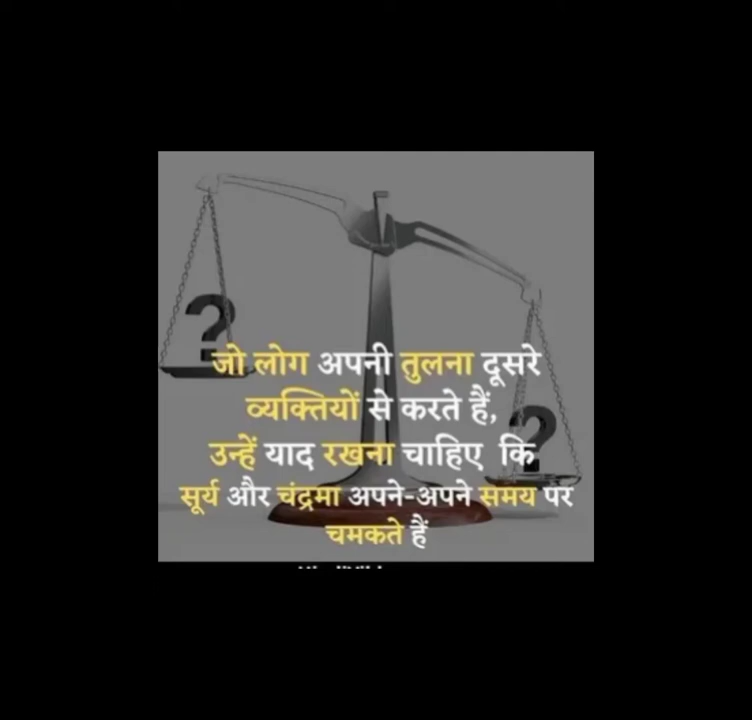 जो लोग अपनी तुलना दूसरे
व्यक्तियों से करते हैं,
उन्हें याद रखना चाहिए कि
सूर्य और चंद्रमा अपने-अपने समय पर
चमकते हैं